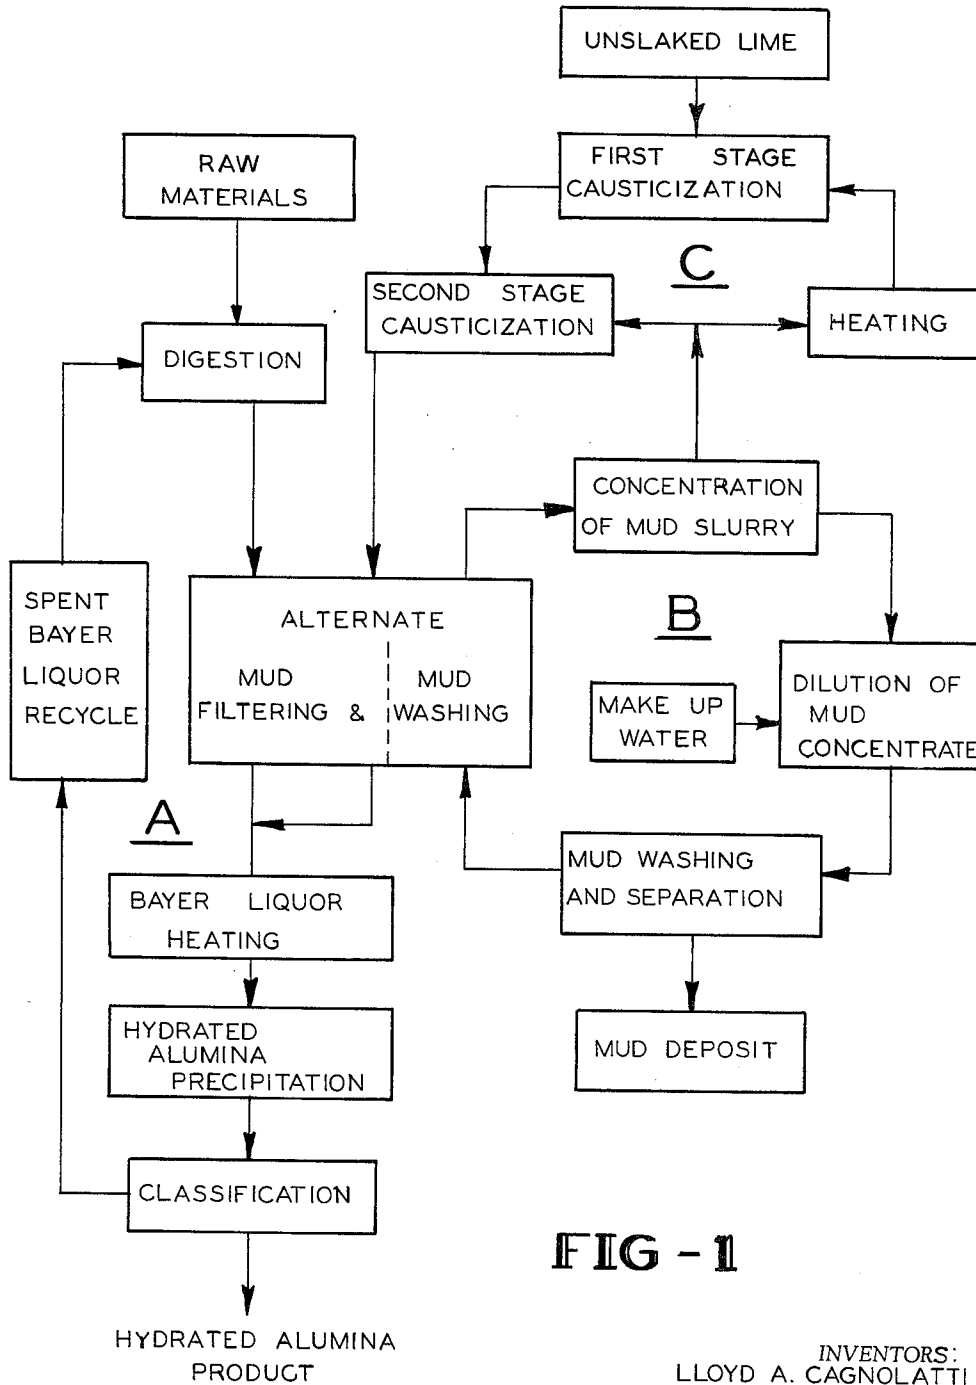 UNSLAKED LIME
FIRST STAGE
CAUSTICIZATION
RAW
MATERIALS
C
SECOND STAGE
CAUSTICIZATION
HEATING
DIGESTION
CONCENTRATION
OF MUD SLURRY
SPENT
BAYER
LIQUOR
RECYCLE
ALTERNATE
MUD
FILTERING &
MUD
WASHING
B
MAKE UP
WATER
DILUTION OF
MUD
CONCENTRATE
A
MUD WASHING
AND SEPARATION
BAYER LIQUOR
HEATING
HYDRATED
ALUMINA
PRECIPITATION
MUD DEPOSIT
CLASSIFICATION
FIG - 1
HYDRATED ALUMINA
PRODUCT
INVENTORS:
LLOYD A. CAGNOLATTI